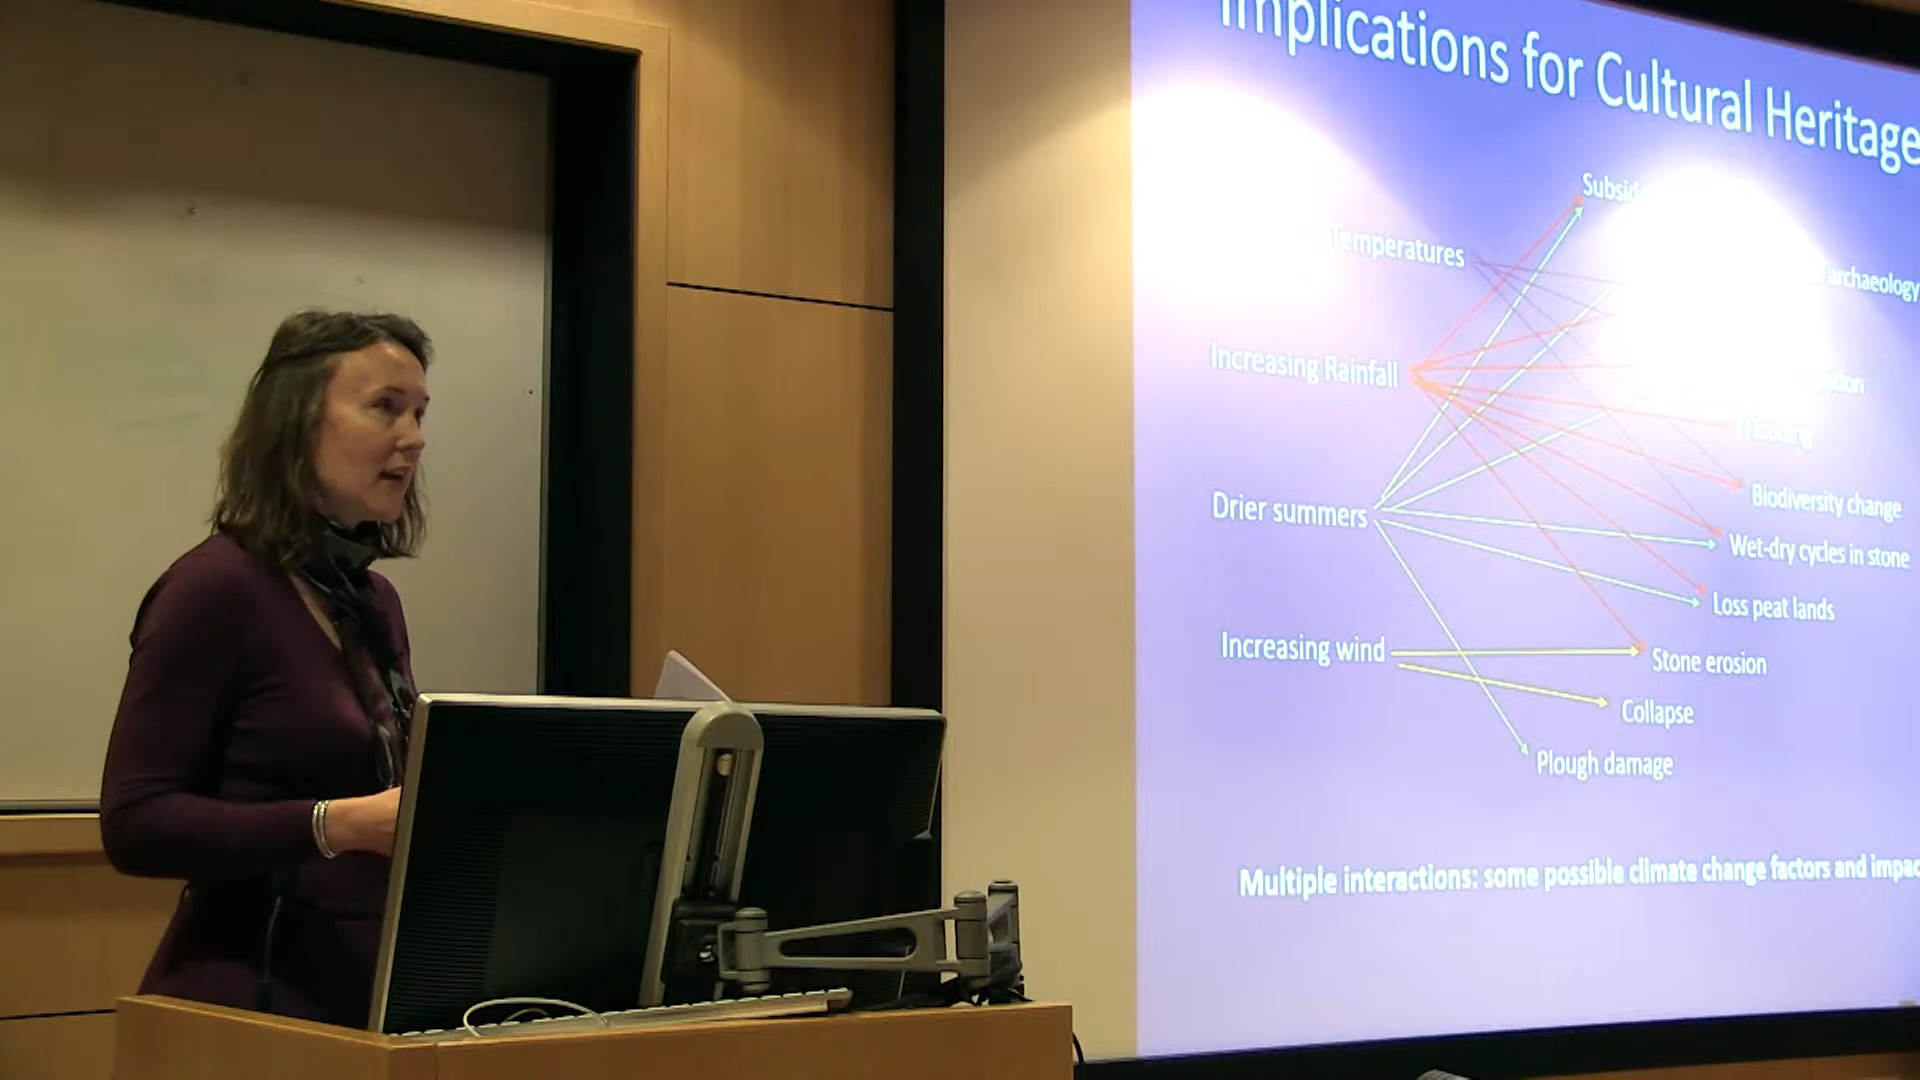 Implications for Cultural Heritage
Temperatures
archaeology
Increasing Rainfall
Flooding
Biodiversity change
Drier summers
Wet-dry cycles in stone
Loss peat lands
Increasing wind
Stone erosion
Collapse
Plough damage
Multiple interactions: some possible climate change factors and